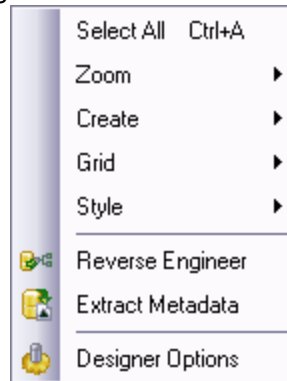 Select All Ctrl+A
Zoom
Create
Grid
Style
Reverse Engineer
Extract Metadata
Designer Options